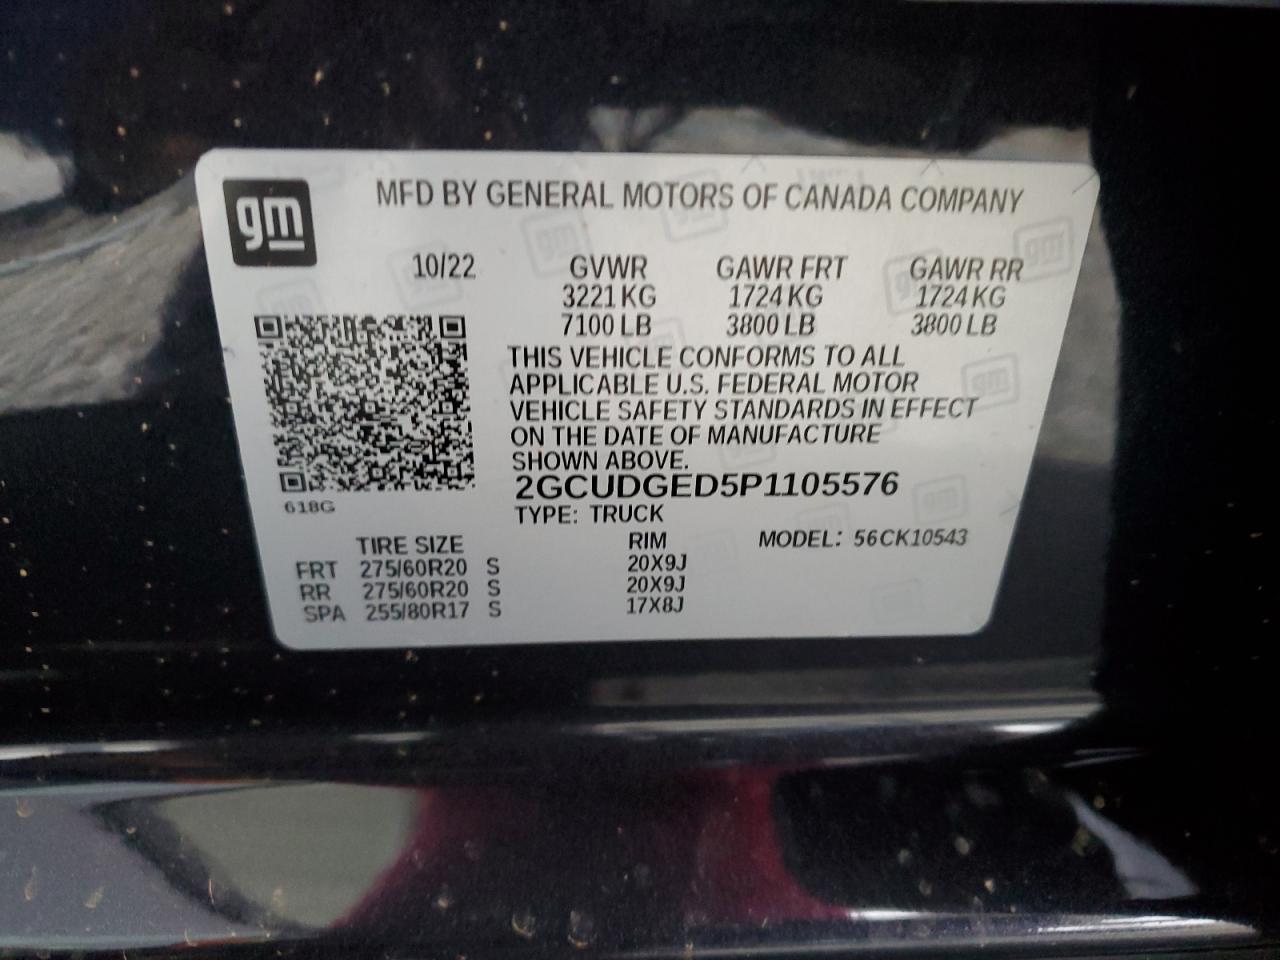 gm
MFD BY GENERAL MOTORS OF CANADA COMPANY
10/22 GVWR GAWR FRT GAWR RR
3221 KG 1724 KG 1724 KG
7100 LB 3800 LB 3800 LB
THIS VEHICLE CONFORMS TO ALL
APPLICABLE U.S. FEDERAL MOTOR
VEHICLE SAFETY STANDARDS IN EFFECT
ON THE DATE OF MANUFACTURE
SHOWN ABOVE.
2GCUDGED5P1105576
618G
TYPE: TRUCK
TIRE SIZE RIM MODEL: 56CK10543
FRT 275/60R20 S 20X9J
RR 275/60R20 S 20X9J
SPA 255/80R17 S 17X8J